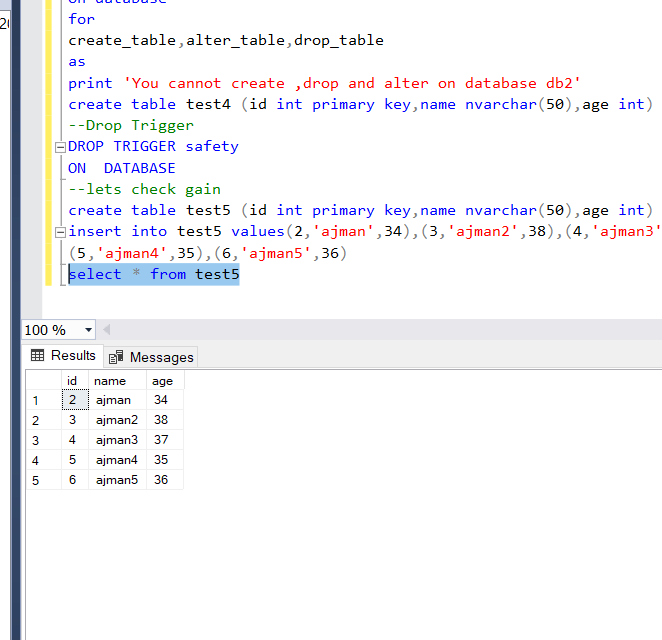 on database
for
create_table,alter_table,drop_table
as
print 'You cannot create ,drop and alter on database db2'
create table test4 (id int primary key,name nvarchar(50),age int)
--Drop Trigger
DROP TRIGGER safety
ON DATABASE
--lets check gain
create table test5 (id int primary key,name nvarchar(50),age int)
insert into test5 values(2,'ajman',34),(3,'ajman2',38),(4,'ajman3'
(5,'ajman4',35),(6,'ajman5',36)
select * from test5
100 %
Results Messages
id name age
1 2 ajman 34
2 3 ajman2 38
3 4 ajman3 37
4 5 ajman4 35
5 6 ajman5 36